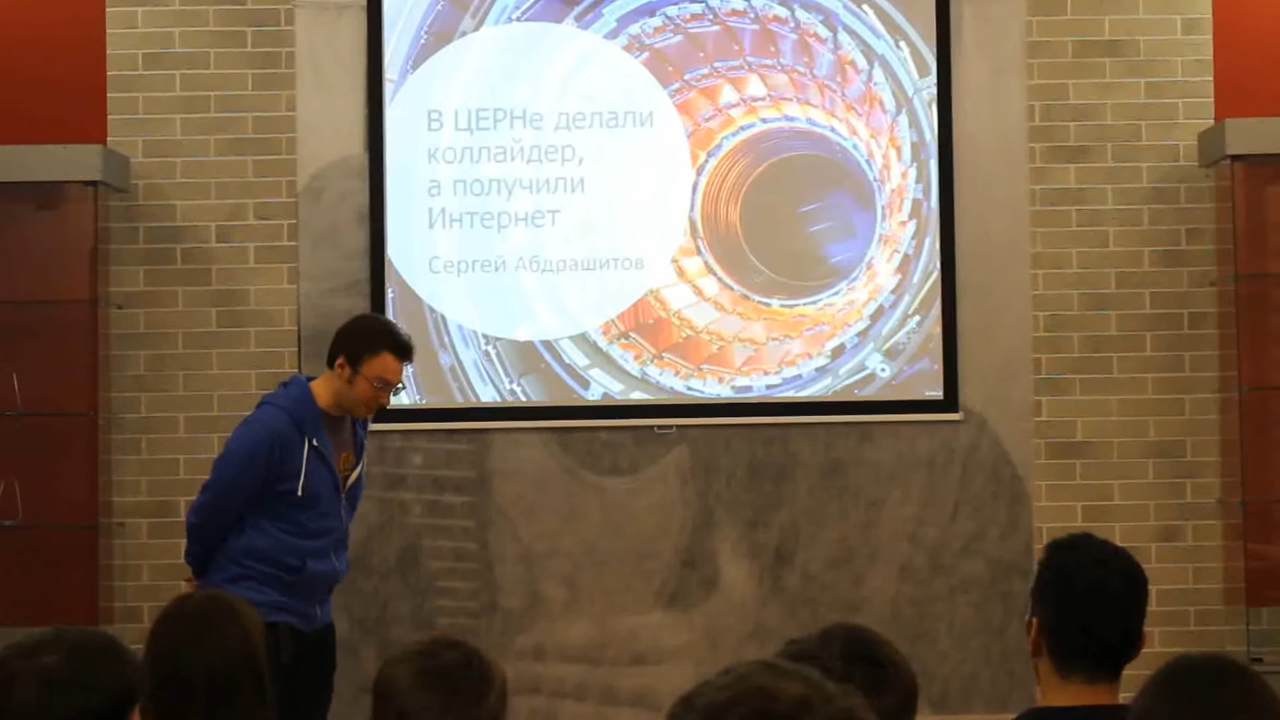 В ЦЕРНе делали
коллайдер,
а получили
Интернет
Сергей Абдрашитов